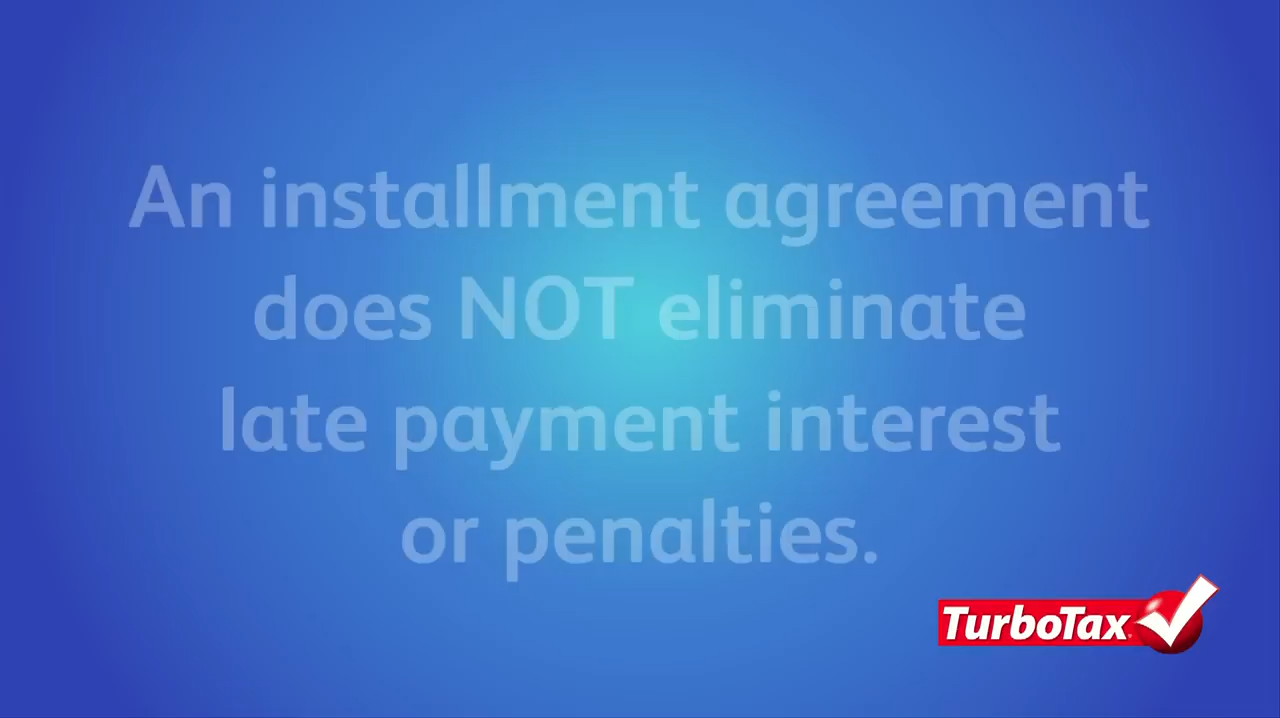 An installment agreement
does NOT eliminate
late payment interest
or penalties.
TurboTax